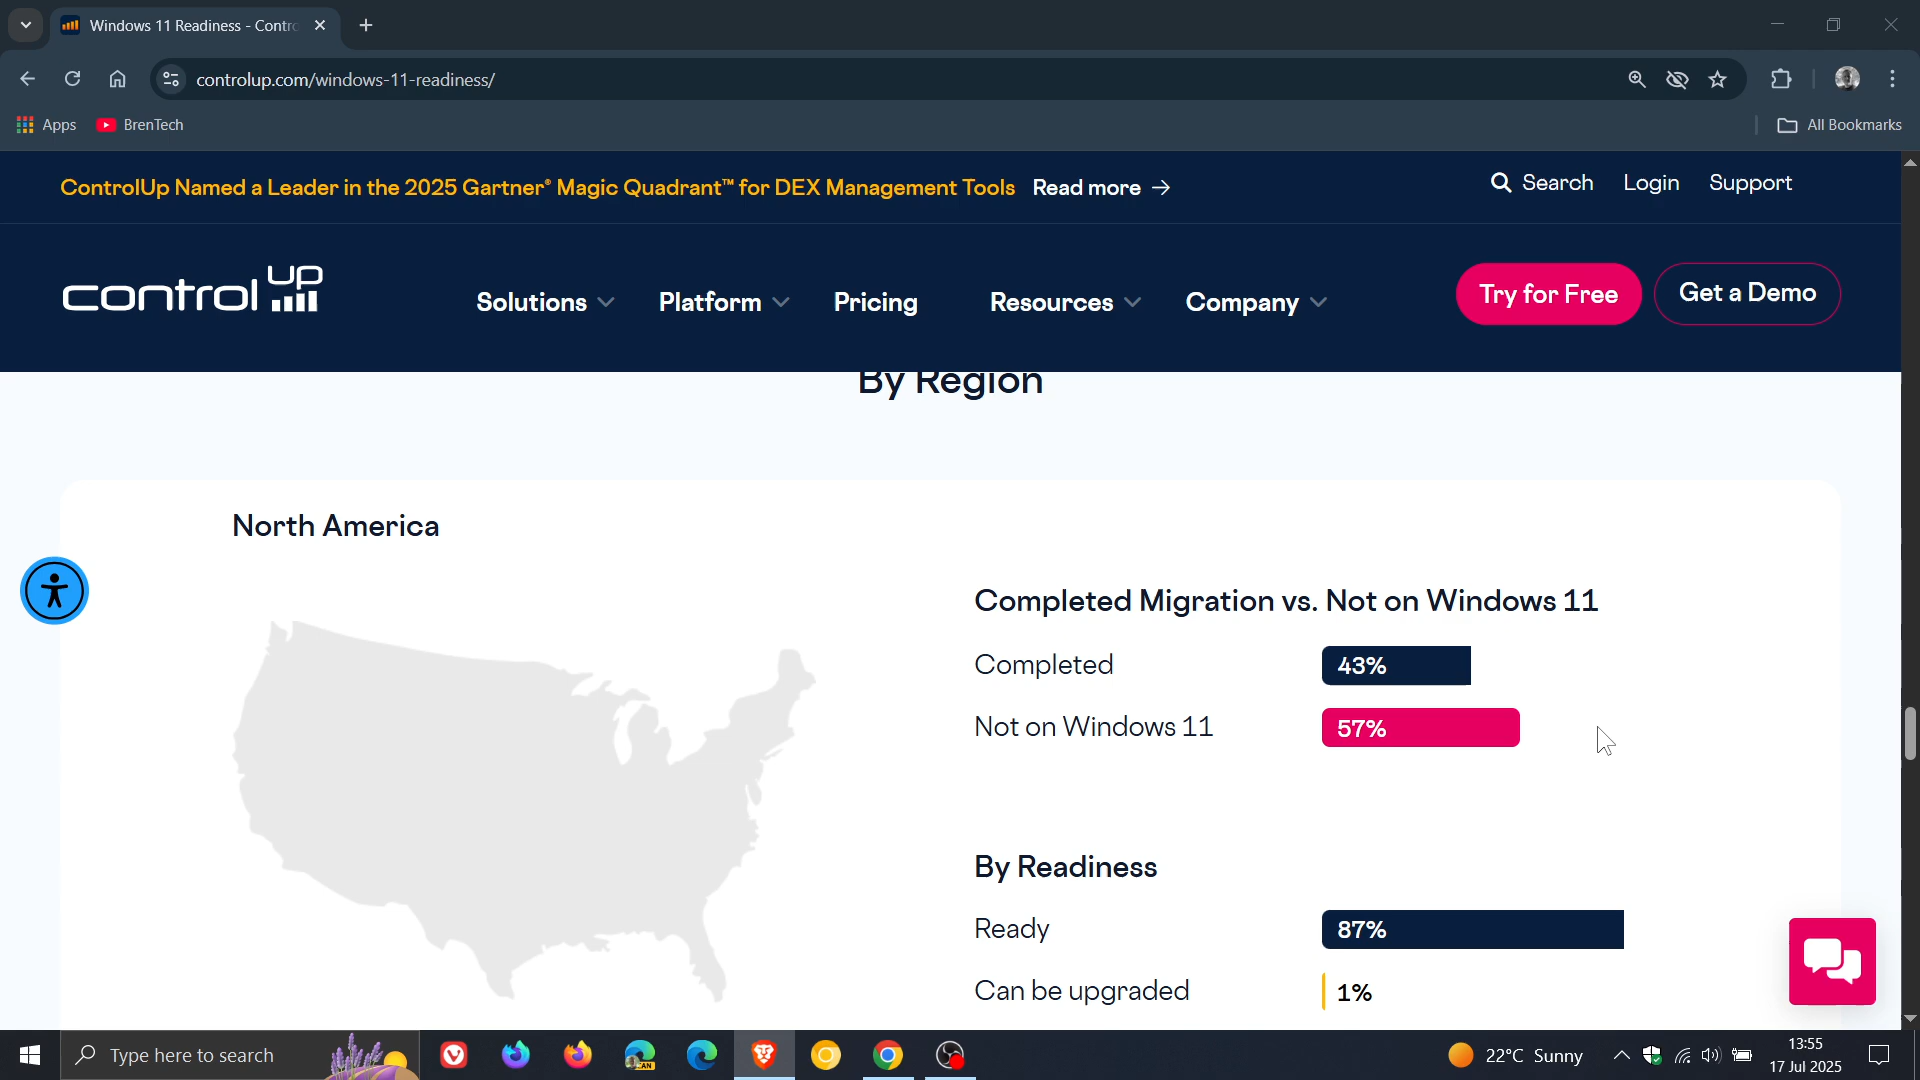 Windows 11 Readiness - Contro
controlup.com/windows-11-readiness/
Apps
BrenTech
All Bookmarks
ControlUp Named a Leader in the 2025 Gartner® Magic Quadrant™ for DEX Management Tools Read more →
Search
Login
Support
control UP
Solutions
Platform
Pricing
Resources
Company
Try for Free
Get a Demo
By Region
North America
Completed Migration vs. Not on Windows 11
Completed 43%
Not on Windows 11 57%
By Readiness
Ready 87%
Can be upgraded 1%
Type here to search
CAN
22°C Sunny
13:55
17 Jul 2025